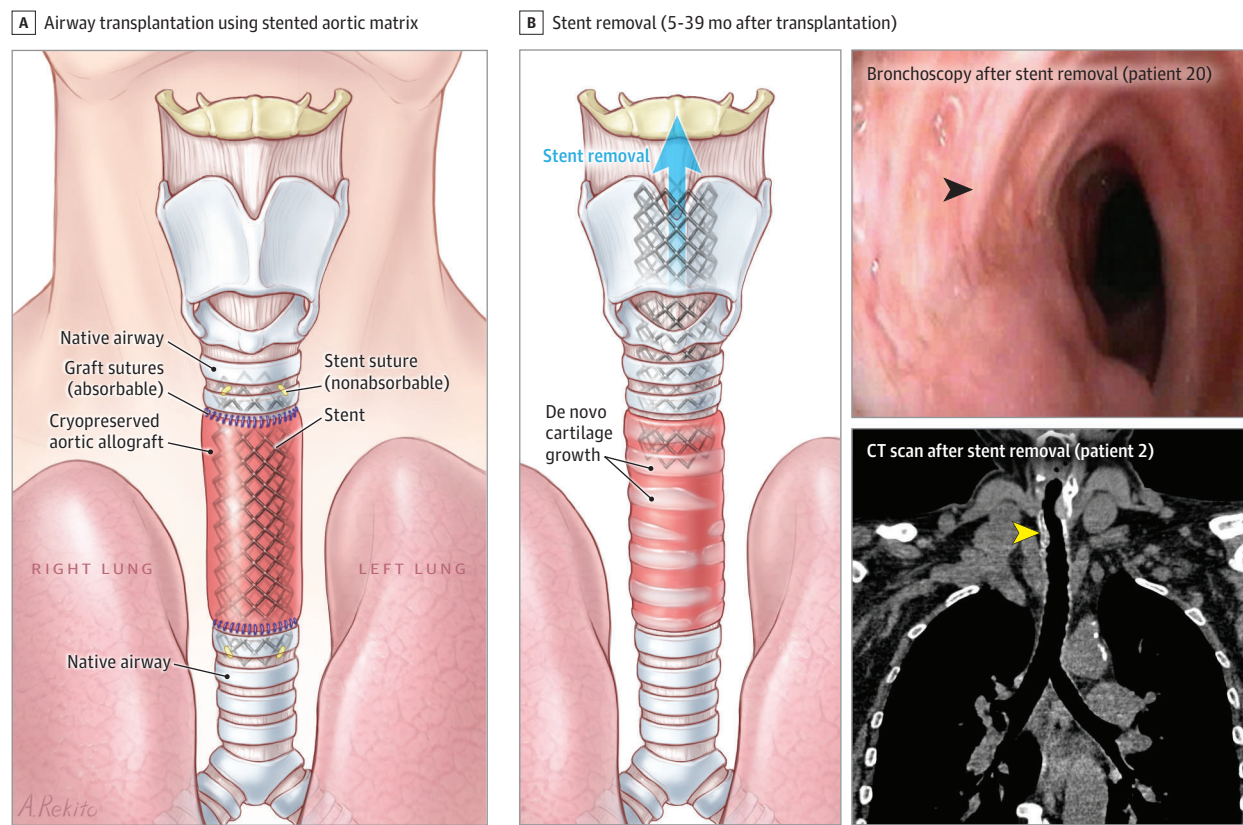 A Airway transplantation using stented aortic matrix
Native airway
Graft sutures
(absorbable)
Cryopreserved
aortic allograft
Stent suture
(nonabsorbable)
Stent
RIGHT LUNG
LEFT LUNG
Native airway
A.Rekito
B Stent removal (5-39 mo after transplantation)
Stent removal
De novo
cartilage
growth
Bronchoscopy after stent removal (patient 20)
CT scan after stent removal (patient 2)